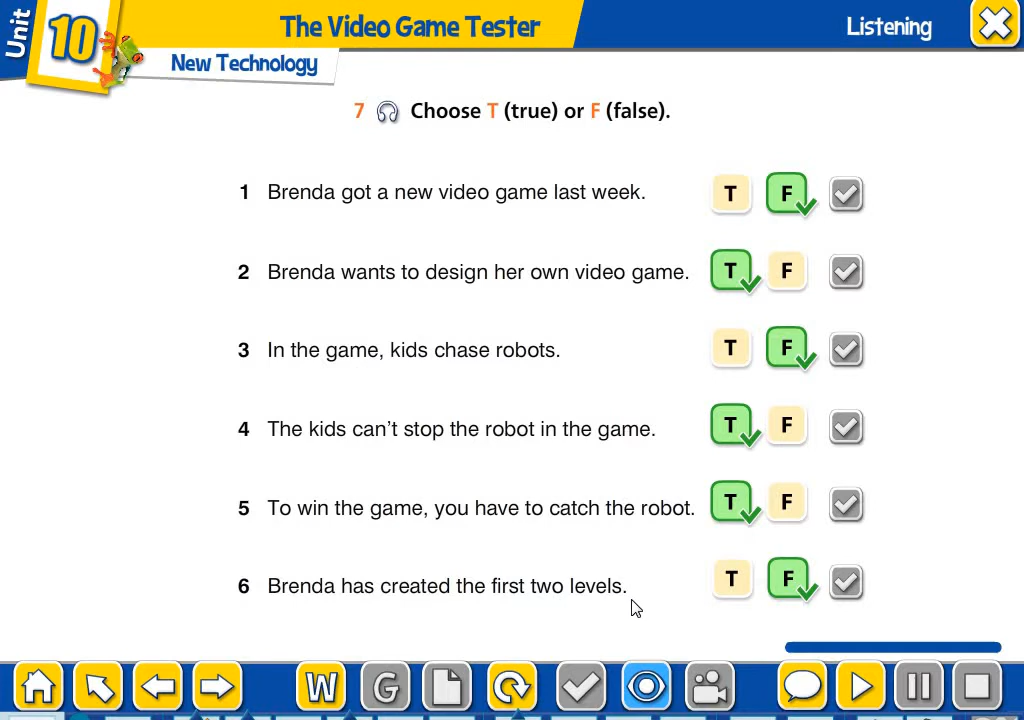 Unit
10
The Video Game Tester
Listening
New Technology
7 Choose T (true) or F (false).
1 Brenda got a new video game last week. T F
2 Brenda wants to design her own video game. T F
3 In the game, kids chase robots. T F
4 The kids can't stop the robot in the game. T F
5 To win the game, you have to catch the robot. T F
6 Brenda has created the first two levels. T F
W G